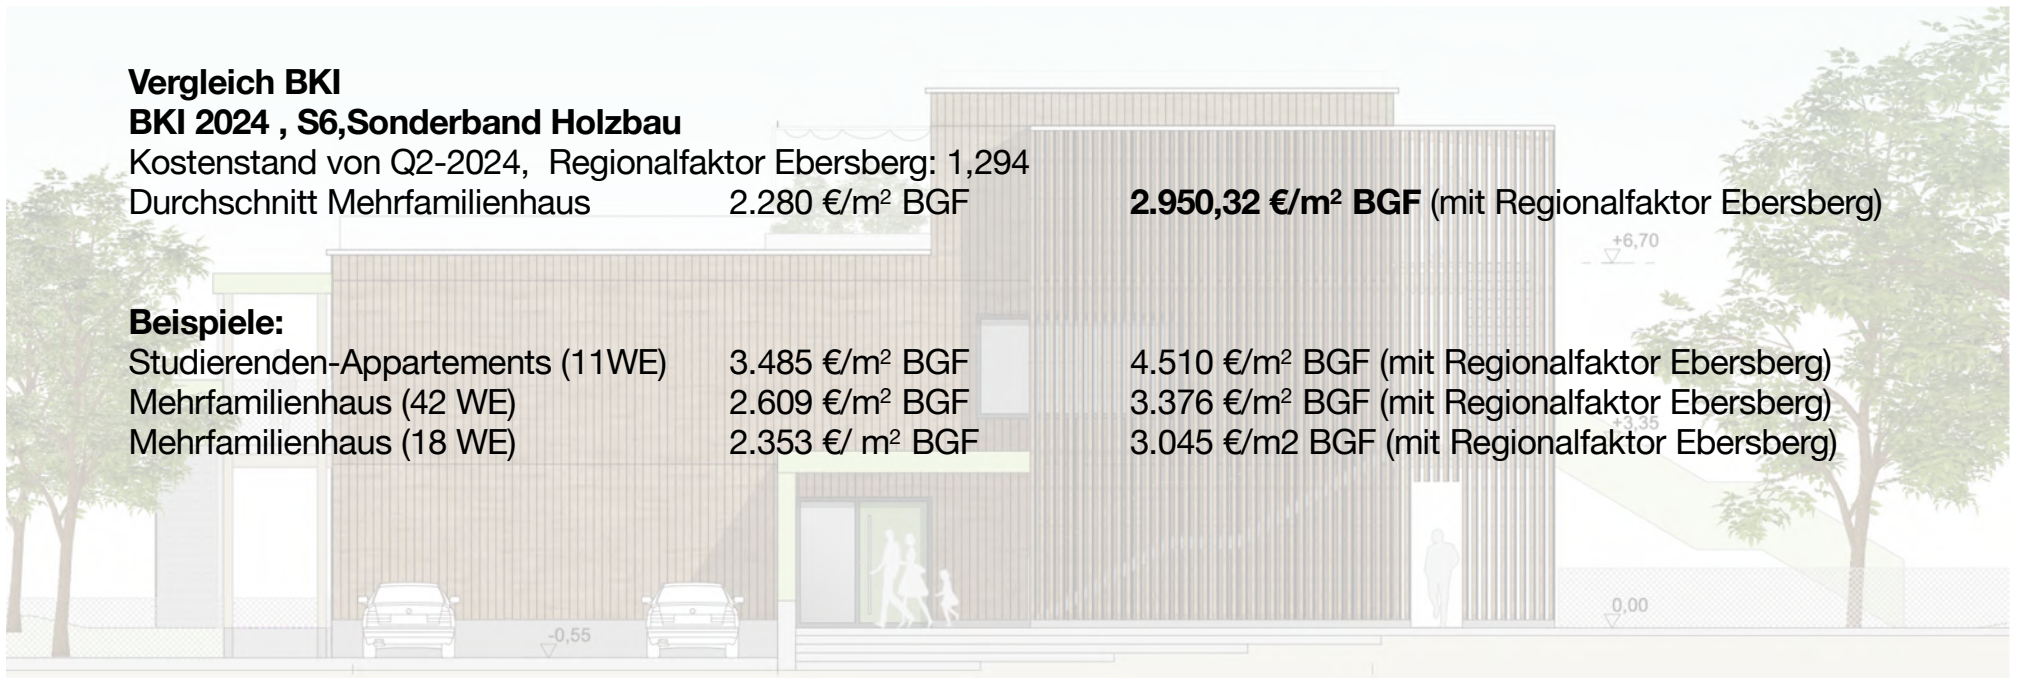 Vergleich BKI
BKI 2024 , S6,Sonderband Holzbau
Kostenstand von Q2-2024, Regionalfaktor Ebersberg: 1,294
Durchschnitt Mehrfamilienhaus 2.280 €/m² BGF 2.950,32 €/m² BGF (mit Regionalfaktor Ebersberg)
+6,70
Beispiele:
Studierenden-Appartements (11WE) 3.485 €/m² BGF 4.510 €/m² BGF (mit Regionalfaktor Ebersberg)
Mehrfamilienhaus (42 WE) 2.609 €/m² BGF 3.376 €/m² BGF (mit Regionalfaktor Ebersberg)
+3,35
Mehrfamilienhaus (18 WE) 2.353 €/ m² BGF 3.045 €/m2 BGF (mit Regionalfaktor Ebersberg)
0,00
-0,55